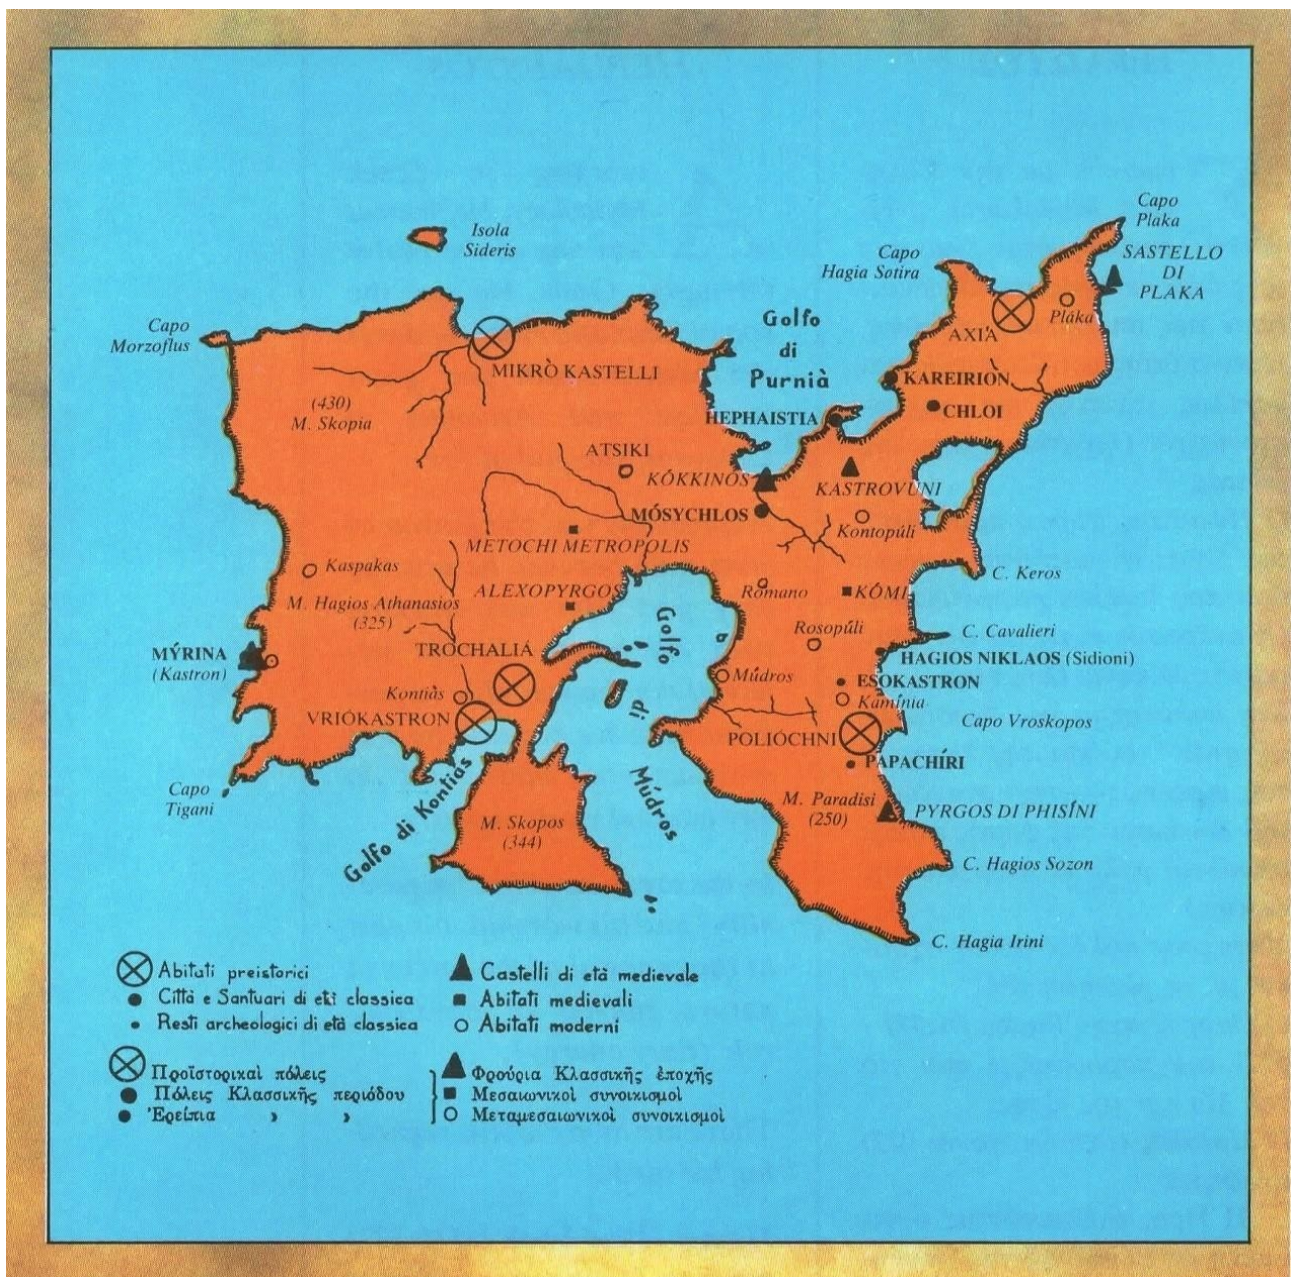 Capo
Plaka
Isola
Sideris
Capo
Hagia Sotira
SASTELLO
DI
PLAKA
Capo
Morzoflus
Golfo
di
Purnià
Pláka
AXIÁ
MIKRÒ KASTELLI
KAREIRION
(430)
M. Skopia
CHLOI
HEPHAISTIA
ATSIKI
KÓKKINOS
KASTROVÚNI
MÓSYCHLOS
Kontopúli
METOCHI METROPOLIS
Kaspakas
C. Keros
ALEXOPYRGOS
Romano
KÓMI
M. Hagios Athanasios
(325)
Golfo
di
Múdros
Rosopúli
C. Cavalieri
TROCHALIÁ
MÝRINA
(Kastron)
HAGIOS NIKLAOS (Sidioni)
Múdros
ESOKASTRON
Kontiàs
Kamínia
VRIÓKASTRON
Capo Vroskopos
POLIÓCHNI
PAPACHÍRI
Capo
Tigani
Golfo di Kontiàs
M. Paradisi
(250)
PYRGOS DI PHISÍNI
M. Skopos
(344)
C. Hagios Sozon
C. Hagia Irini
Abitati preistorici
Città e Santuari di età classica
Resti archeologici di età classica
Castelli di età medievale
Abitati medievali
Abitati moderni
Προϊστορικαὶ πόλεις
Πόλεις Κλασσικῆς περιόδου
Ἐρείπια » »
Φρούρια Κλασσικῆς ἐποχῆς
Μεσαιωνικοὶ συνοικισμοί
Μεταμεσαιωνικοὶ συνοικισμοί